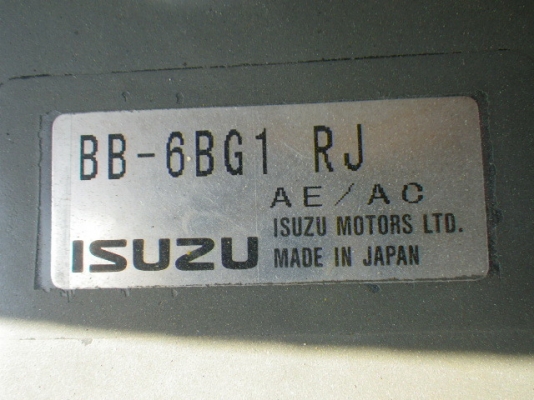 BB-6BG1 RJ
AE/AC
ISUZU MOTORS LTD.
ISUZU MADE IN JAPAN